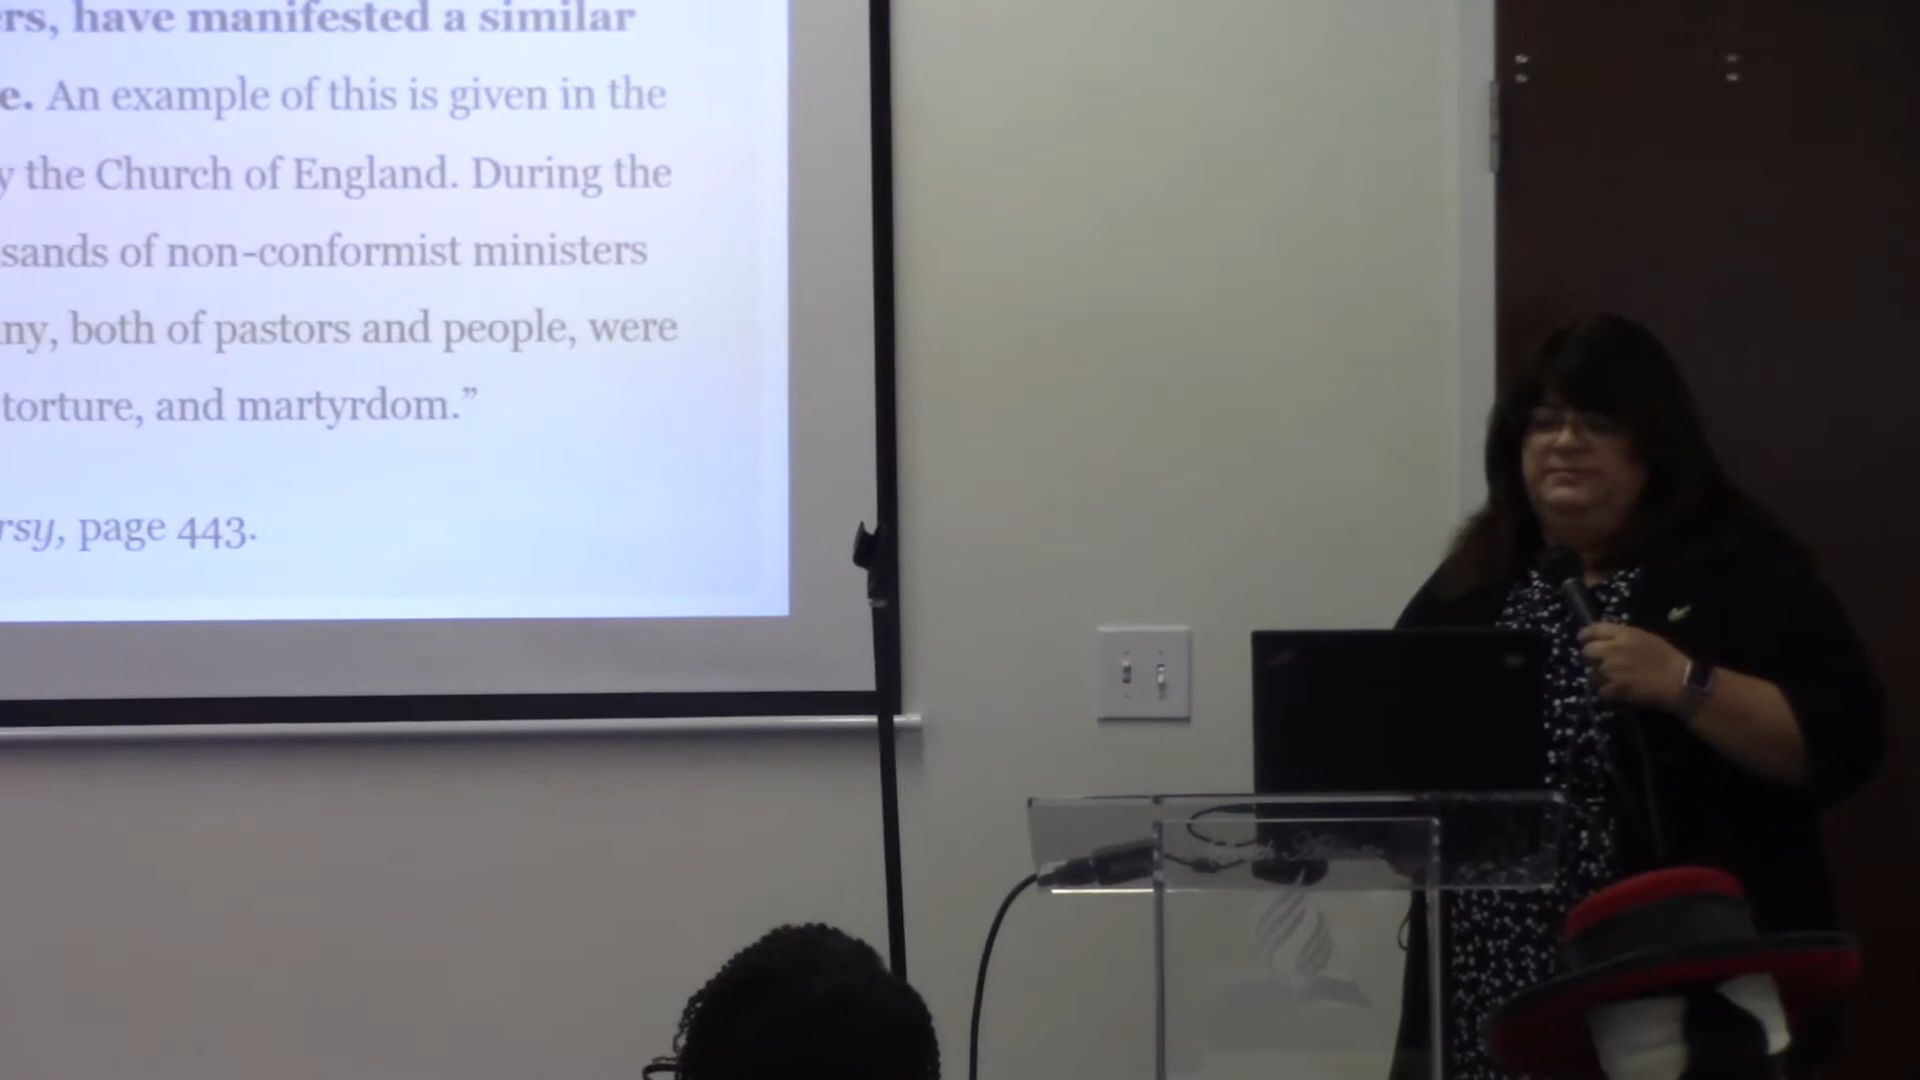 rs, have manifested a similar
e. An example of this is given in the
y the Church of England. During the
sands of non-conformist ministers
ny, both of pastors and people, were
torture, and martyrdom.”
rsy, page 443.